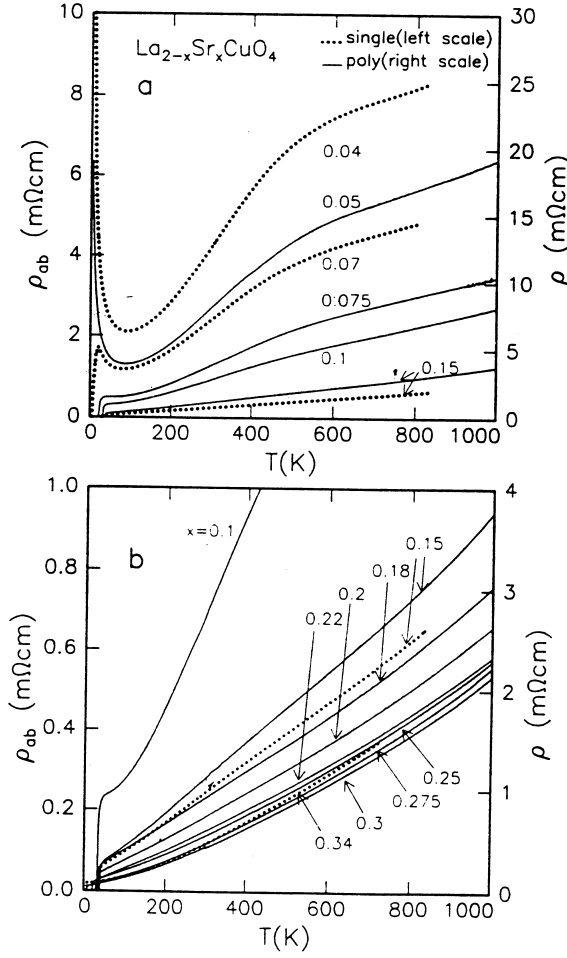 10
8
6
4
2
0
ρab (mΩcm)
La2-xSrxCuO4
a
single(left scale)
poly(right scale)
0.04
0.05
0.07
0.075
0.1
0.15
30
25
20
15
10
5
0
ρ (mΩcm)
0 200 400 600 800 1000
T(K)
1.0
0.8
0.6
0.4
0.2
0.0
ρab (mΩcm)
x=0.1
b
0.15
0.18
0.2
0.22
0.25
0.275
0.3
0.34
4
3
2
1
0
ρ (mΩcm)
0 200 400 600 800 1000
T(K)